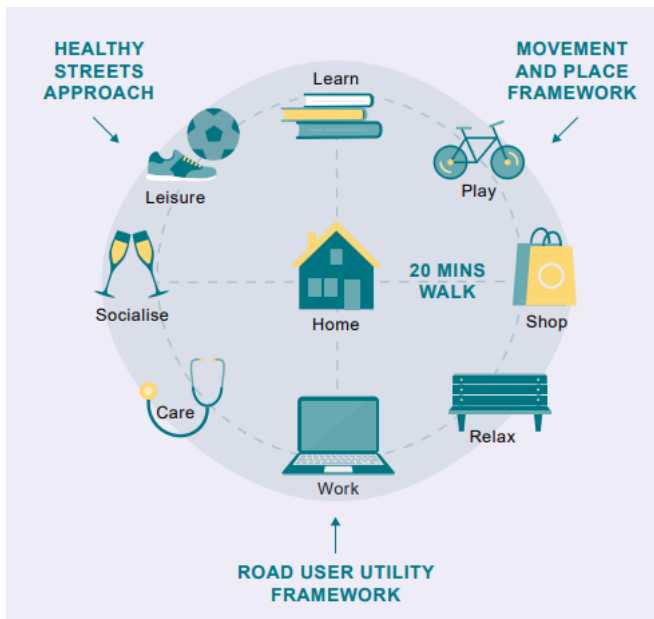 HEALTHY
STREETS
APPROACH
MOVEMENT
AND PLACE
FRAMEWORK
Learn
Leisure
Play
Socialise
Home
20 MINS
WALK
Shop
Care
Relax
Work
ROAD USER UTILITY
FRAMEWORK